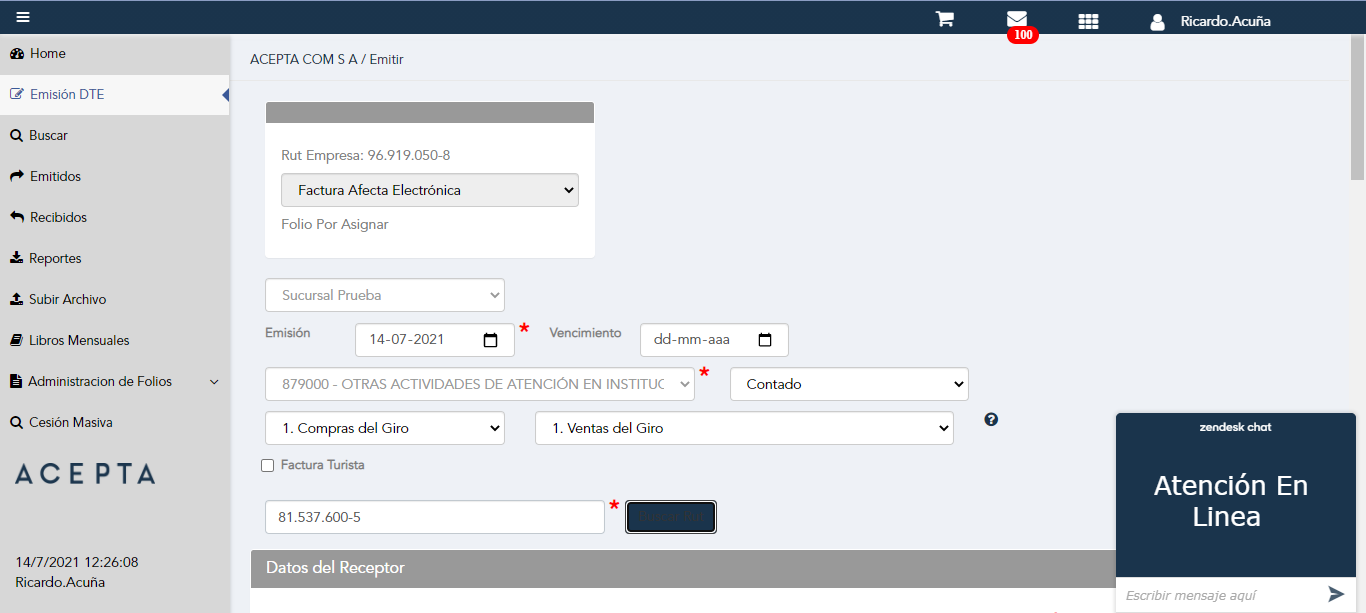 Ricardo.Acuña
100
Home
Emisión DTE
Buscar
Emitidos
Recibidos
Reportes
Subir Archivo
Libros Mensuales
Administracion de Folios
Cesión Masiva
ACEPTA
14/7/2021 12:26:08
Ricardo.Acuña
ACEPTA COM S A / Emitir
Rut Empresa: 96.919.050-8
Factura Afecta Electrónica
Folio Por Asignar
Sucursal Prueba
Emisión 14-07-2021 * Vencimiento dd-mm-aaa
879000 - OTRAS ACTIVIDADES DE ATENCIÓN EN INSTITUC * Contado
1. Compras del Giro 1. Ventas del Giro
Factura Turista
81.537.600-5 *
Datos del Receptor
zendesk chat
Atención En
Linea
Escribir mensaje aquí